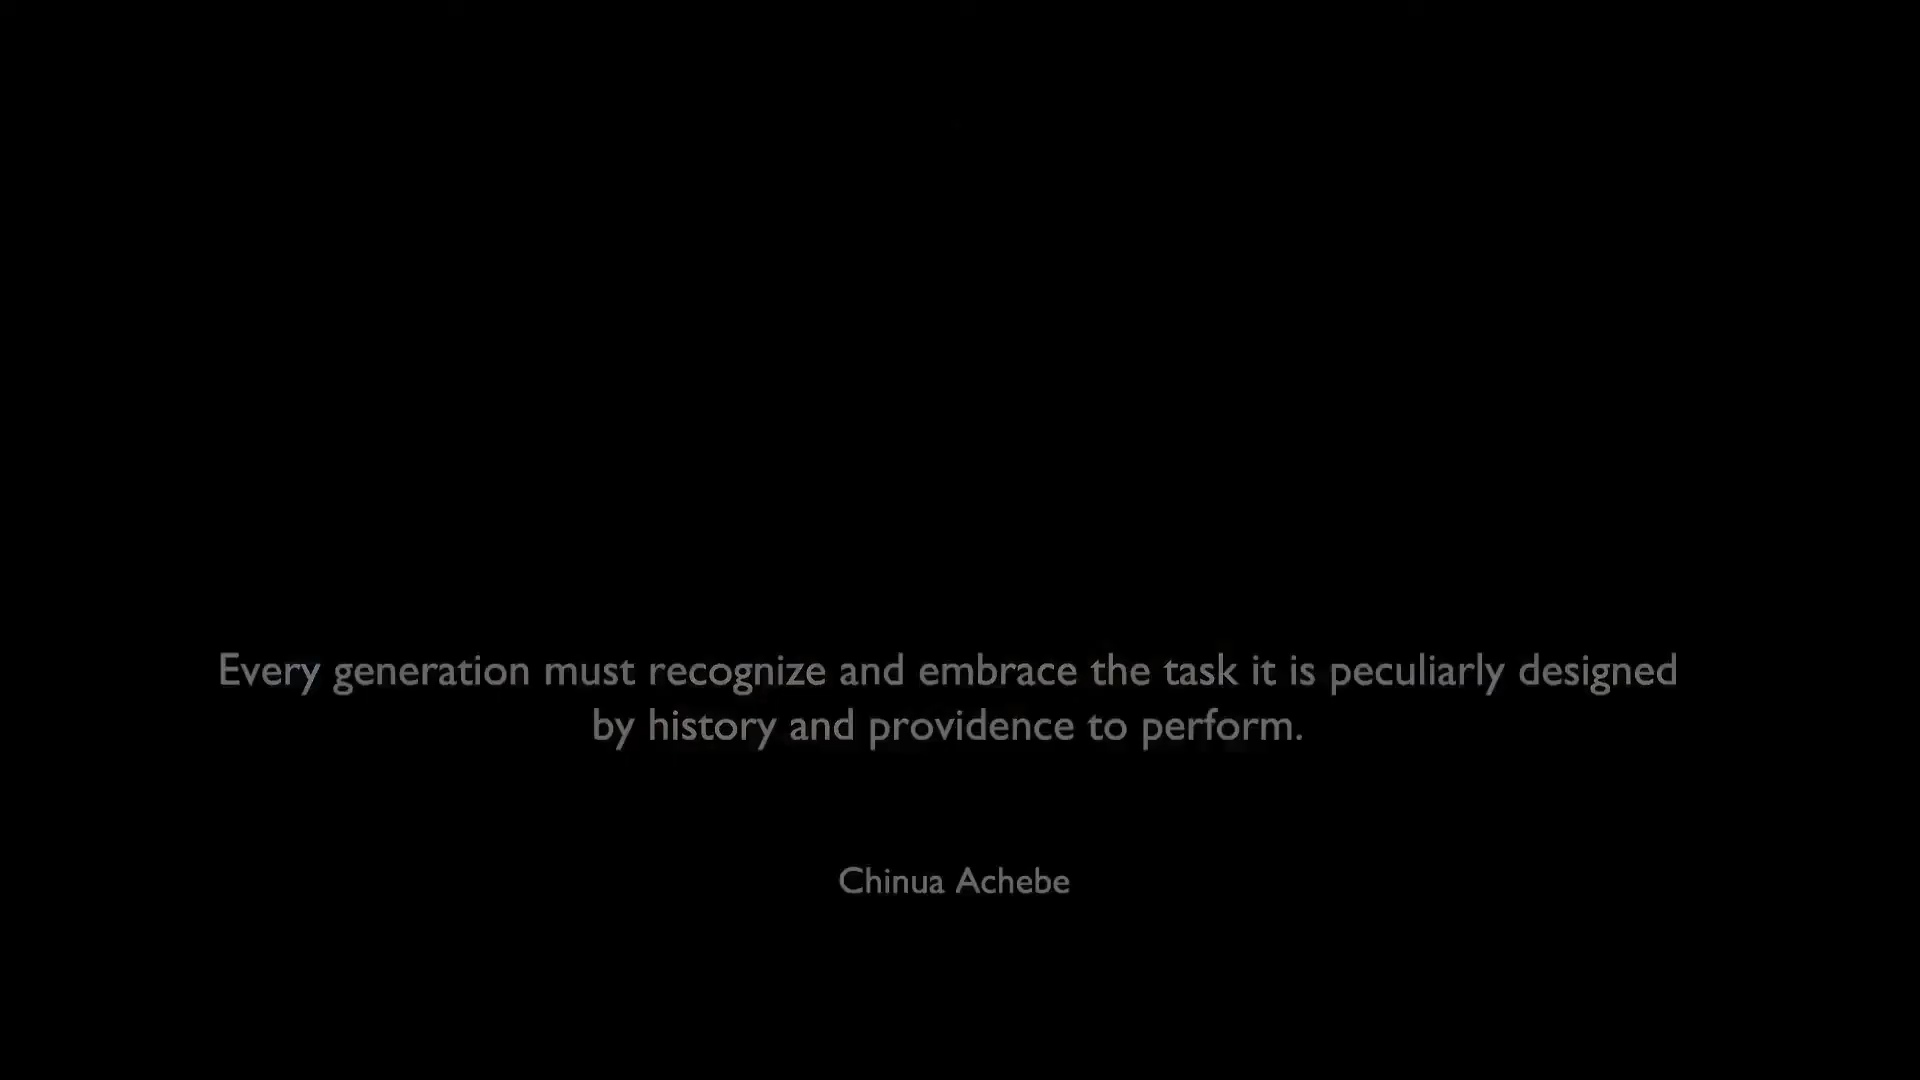 Every generation must recognize and embrace the task it is peculiarly designed
by history and providence to perform.
Chinua Achebe